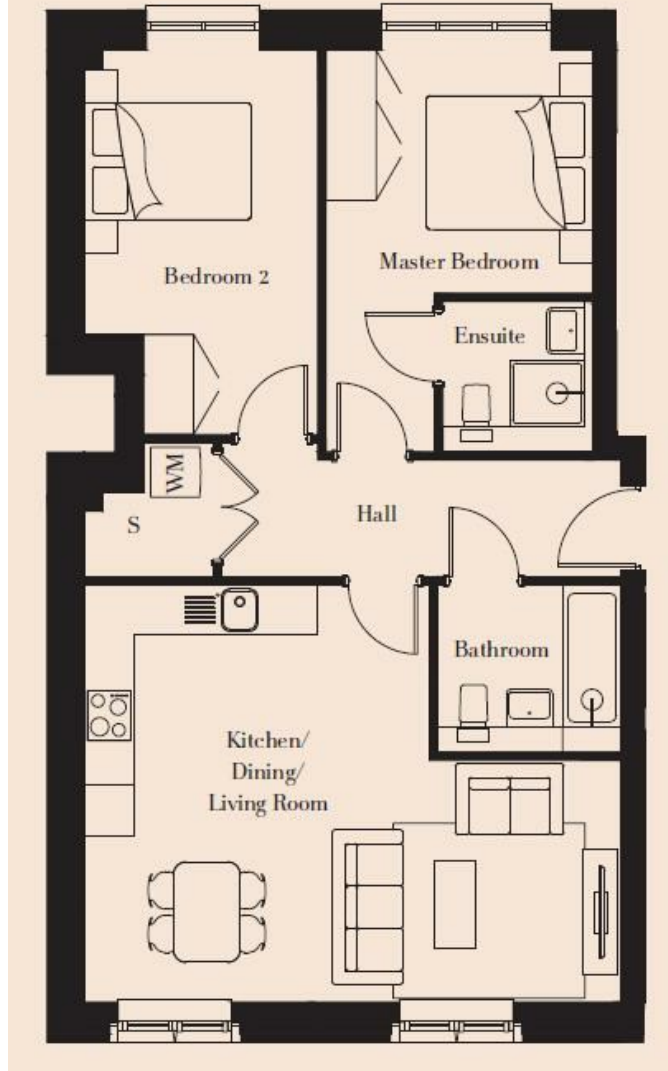 Bedroom 2
Master Bedroom
Ensuite
WM
S
Hall
Bathroom
Kitchen/
Dining/
Living Room